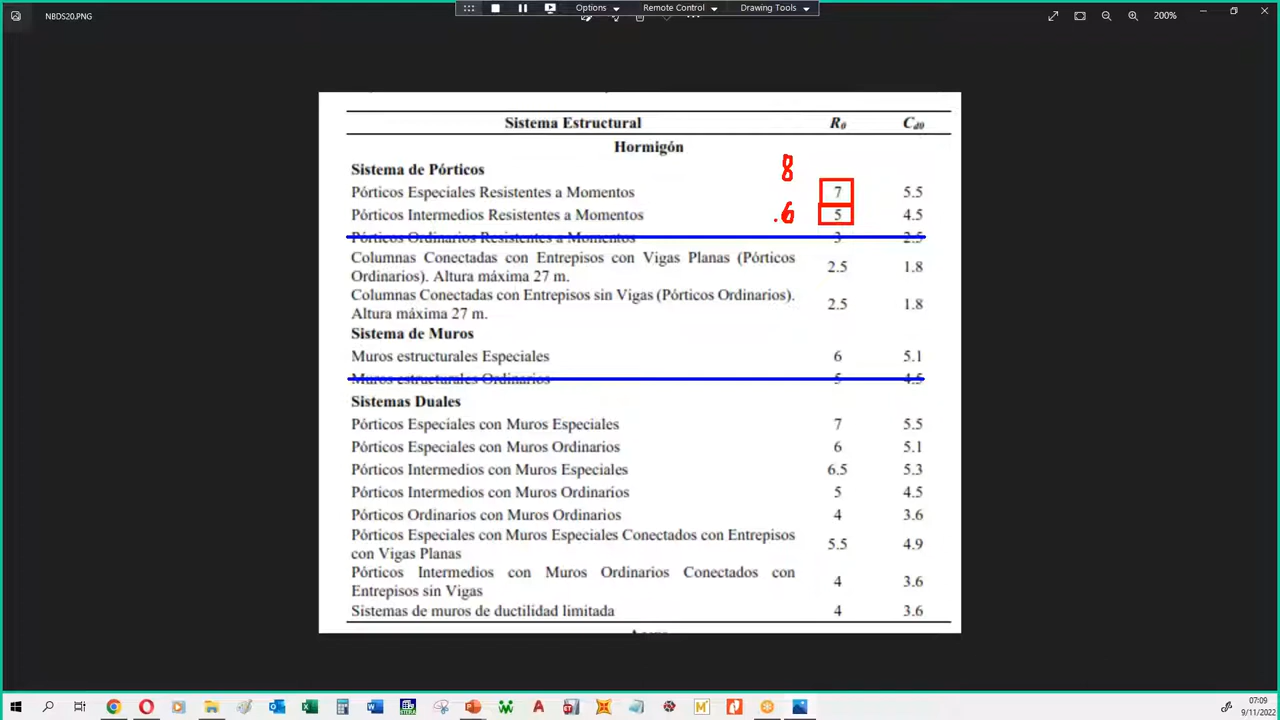 NBDS20.PNG
Options
Remote Control
Drawing Tools
200%
Sistema Estructural R0 Cd0
Hormigón
8
Sistema de Pórticos
Pórticos Especiales Resistentes a Momentos 7 5.5
Pórticos Intermedios Resistentes a Momentos .6 5 4.5
Pórticos Ordinarios Resistentes a Momentos 3 2.5
Columnas Conectadas con Entrepisos con Vigas Planas (Pórticos
Ordinarios). Altura máxima 27 m. 2.5 1.8
Columnas Conectadas con Entrepisos sin Vigas (Pórticos Ordinarios).
Altura máxima 27 m. 2.5 1.8
Sistema de Muros
Muros estructurales Especiales 6 5.1
Muros estructurales Ordinarios 5 4.5
Sistemas Duales
Pórticos Especiales con Muros Especiales 7 5.5
Pórticos Especiales con Muros Ordinarios 6 5.1
Pórticos Intermedios con Muros Especiales 6.5 5.3
Pórticos Intermedios con Muros Ordinarios 5 4.5
Pórticos Ordinarios con Muros Ordinarios 4 3.6
Pórticos Especiales con Muros Especiales Conectados con Entrepisos
con Vigas Planas 5.5 4.9
Pórticos Intermedios con Muros Ordinarios Conectados con
Entrepisos sin Vigas 4 3.6
Sistemas de muros de ductilidad limitada 4 3.6
07:09
9/11/2022